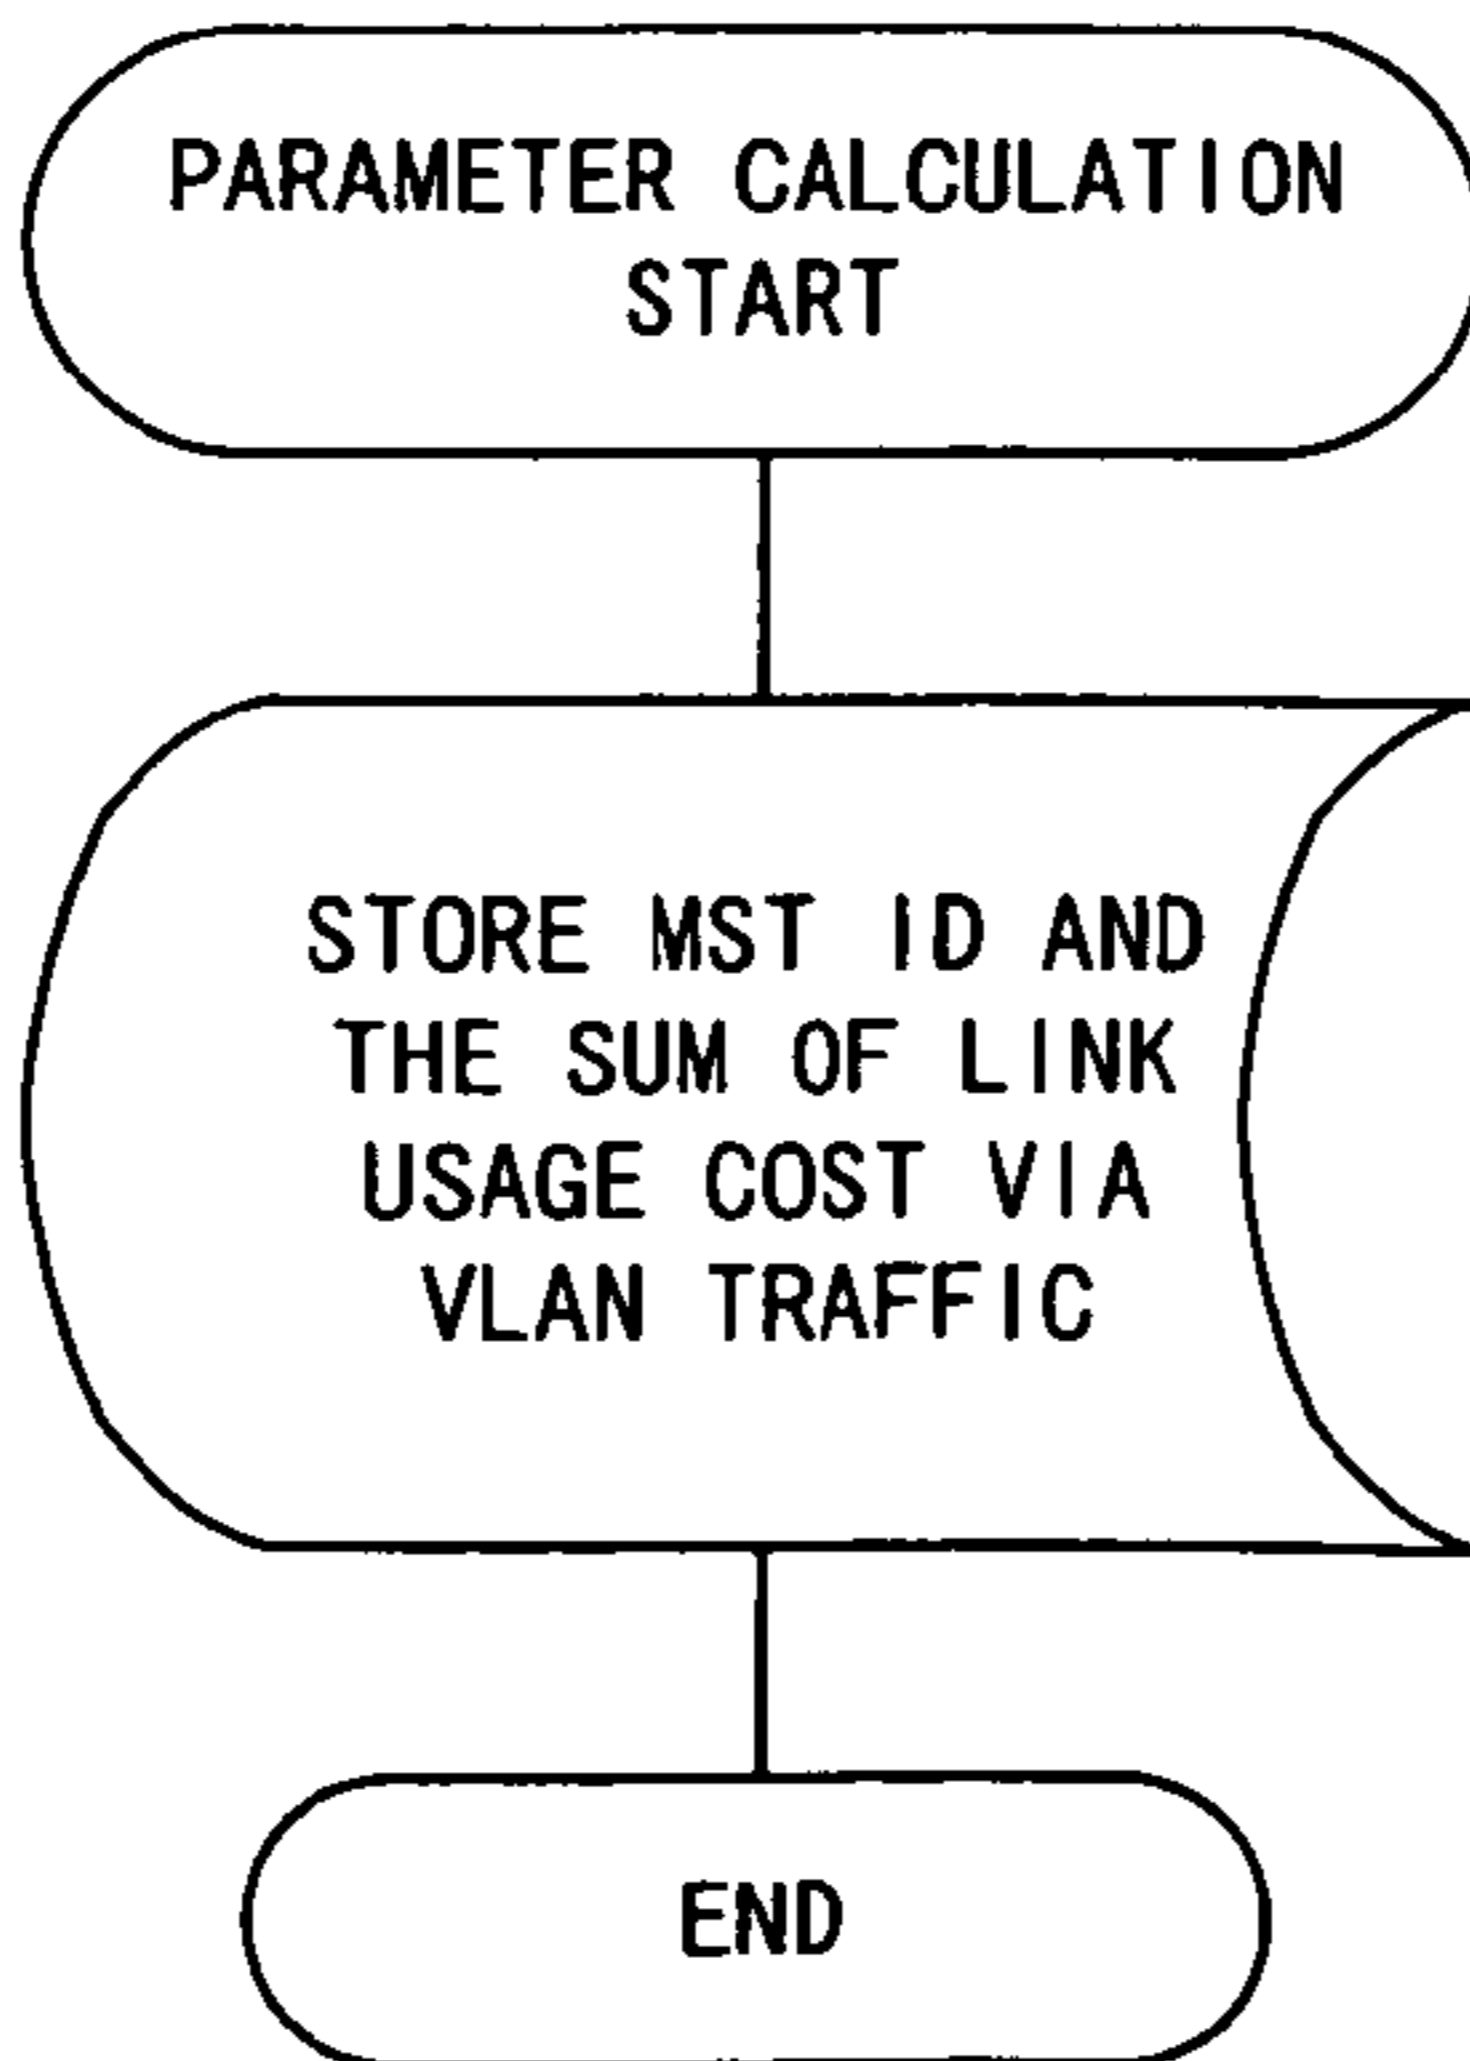 PARAMETER CALCULATION
START
STORE MST ID AND
THE SUM OF LINK
USAGE COST VIA
VLAN TRAFFIC
END